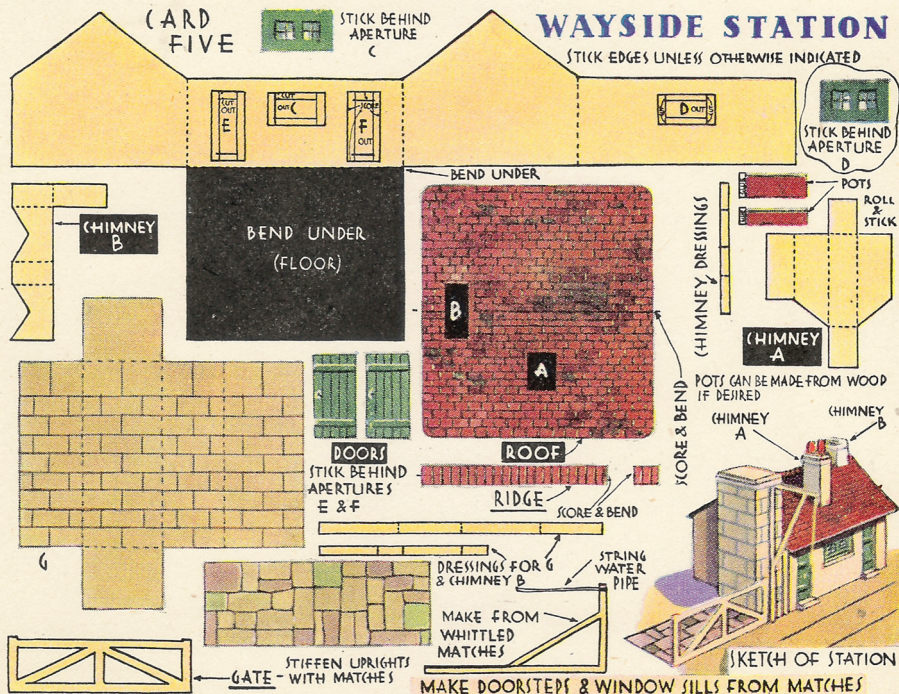 CARD
FIVE
STICK BEHIND
APERTURE
C
WAYSIDE STATION
STICK EDGES UNLESS OTHERWISE INDICATED
CUT
OUT
E
CUT
OUT
C
SCORE
F
OUT
D
OUT
STICK BEHIND
APERTURE
D
BEND UNDER
CHIMNEY
B
BEND UNDER
(FLOOR)
B
A
CHIMNEY DRESSINGS
POTS
ROLL
&
STICK
CHIMNEY
A
POTS CAN BE MADE FROM WOOD
IF DESIRED
SCORE & BEND
DOORS
STICK BEHIND
APERTURES
E & F
ROOF
RIDGE
SCORE & BEND
G
DRESSINGS FOR G
& CHIMNEY B
STRING
WATER
PIPE
MAKE FROM
WHITTLED
MATCHES
CHIMNEY
A
CHIMNEY
B
SKETCH OF STATION
GATE - STIFFEN UPRIGHTS
WITH MATCHES
MAKE DOORSTEPS & WINDOW SILLS FROM MATCHES